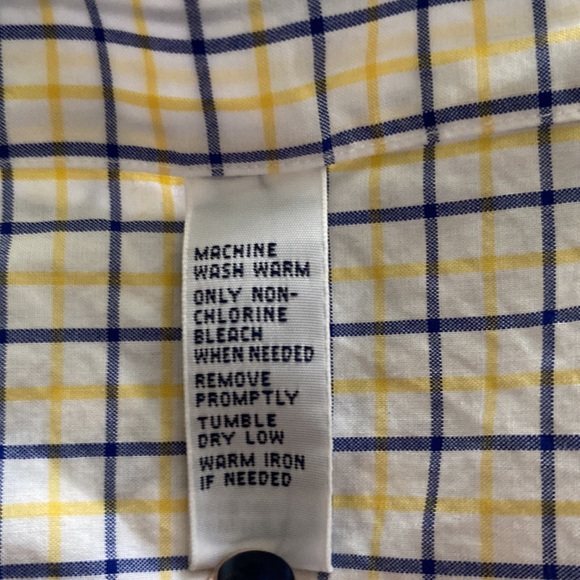 MACHINE
WASH WARM
ONLY NON-
CHLORINE
BLEACH
WHEN NEEDED
REMOVE
PROMPTLY
TUMBLE
DRY LOW
WARM IRON
IF NEEDED